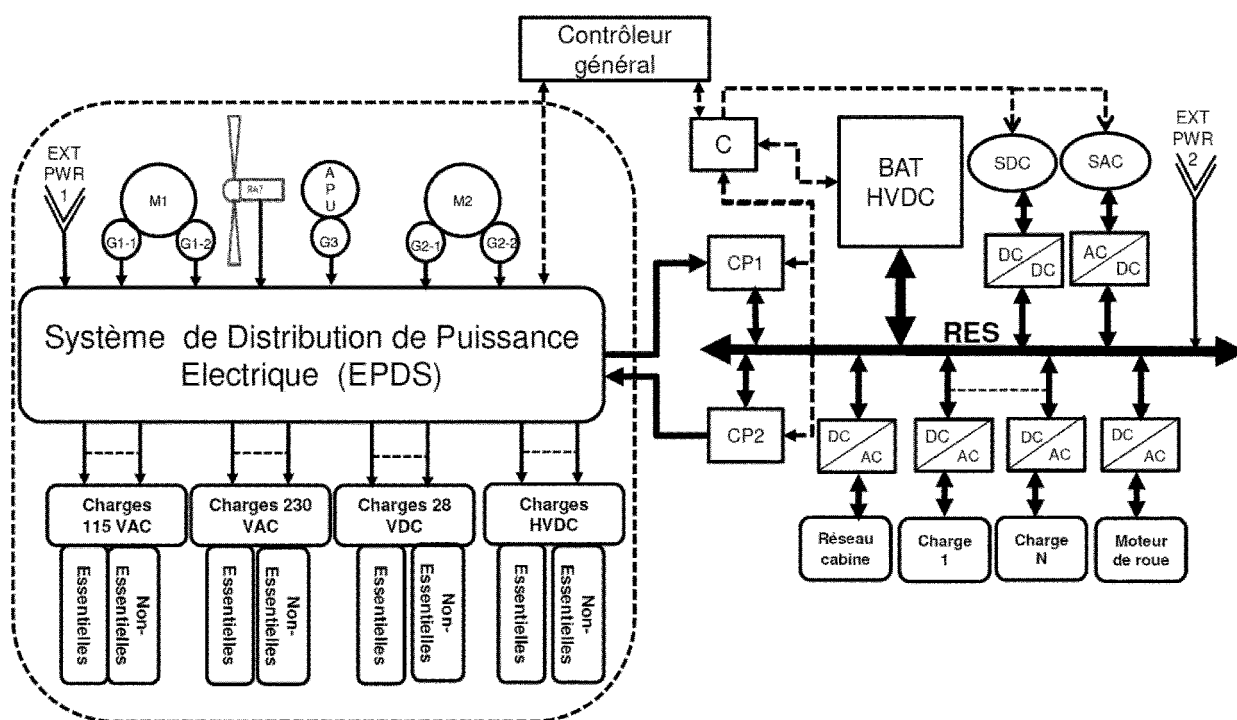 Contrôleur
général
EXT
PWR
1
M1
G1-1
G1-2
RAT
A
P
U
G3
M2
G2-1
G2-2
C
BAT
HVDC
SDC
SAC
EXT
PWR
2
DC
DC
AC
DC
CP1
RES
CP2
Système de Distribution de Puissance
Electrique (EPDS)
DC
AC
DC
AC
DC
AC
DC
AC
Réseau
cabine
Charge
1
Charge
N
Moteur
de roue
Charges
115 VAC
Charges 230
VAC
Charges 28
VDC
Charges
HVDC
Essentielles
Non-
Essentielles
Essentielles
Non-
Essentielles
Essentielles
Non-
Essentielles
Essentielles
Non-
Essentielles